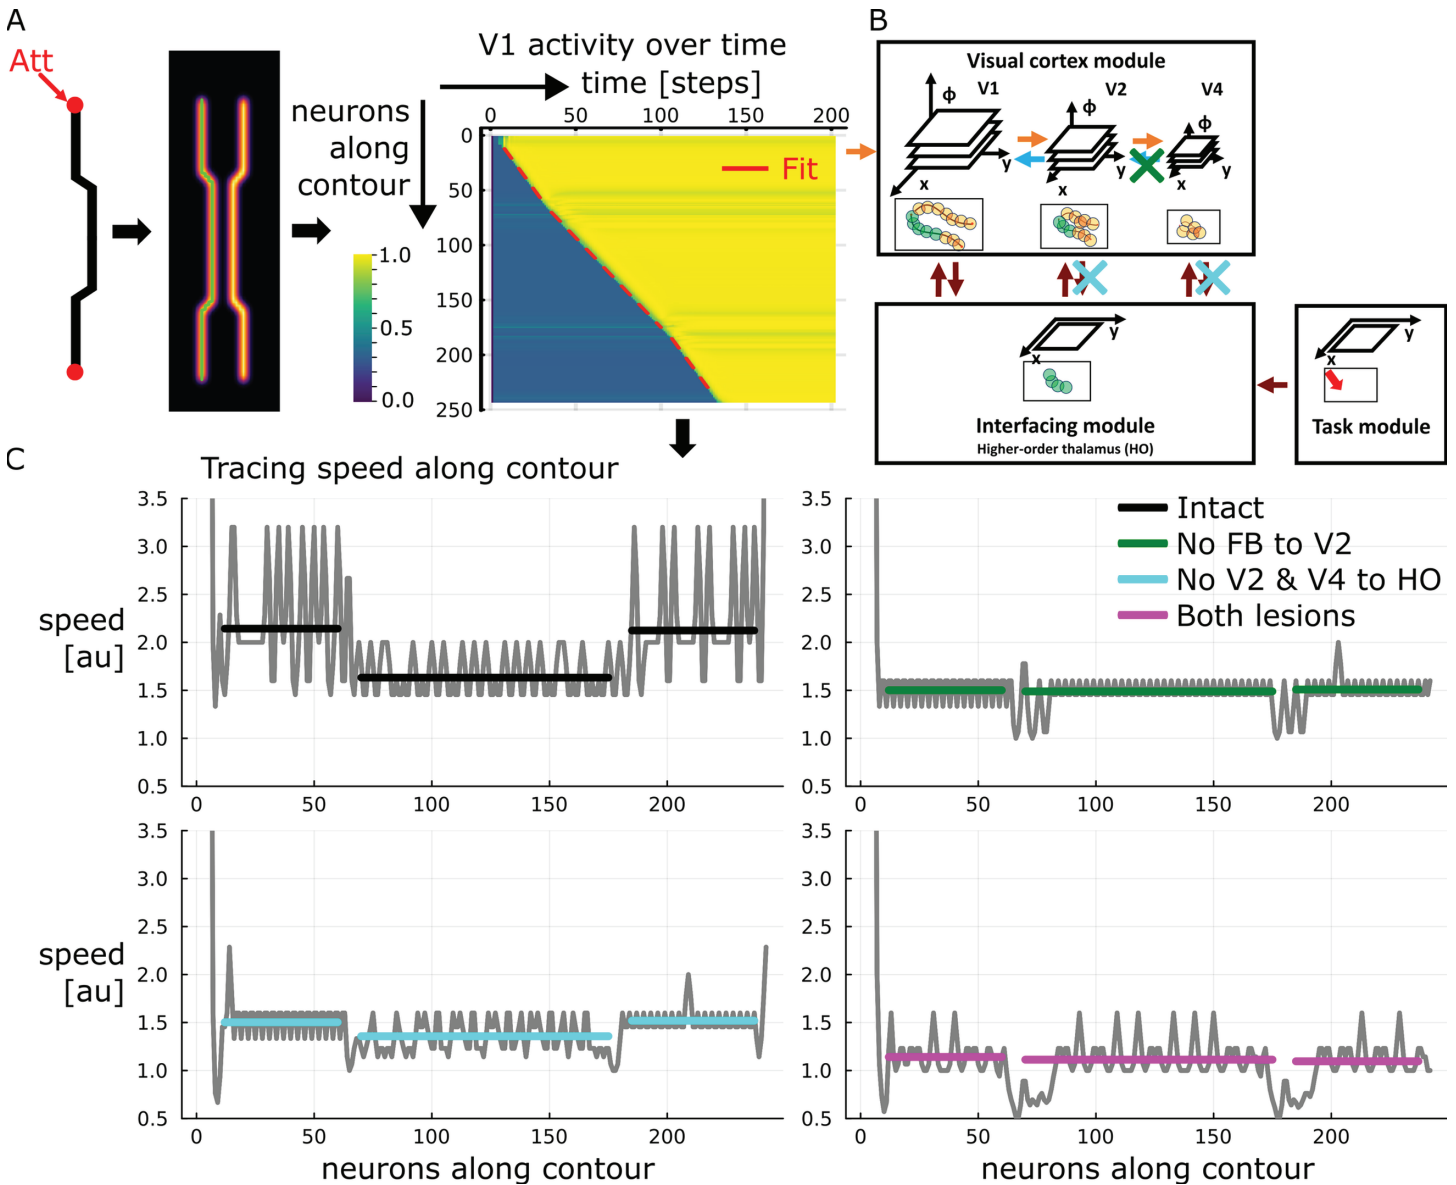 A
Att
V1 activity over time
time [steps]
0 50 100 150 200
neurons
along
contour
0
50
100
150
200
250
Fit
1.0
0.5
0.0
B
Visual cortex module
V1 V2 V4
ϕ ϕ ϕ
y y y
x x x
x y
Interfacing module
Higher-order thalamus (HO)
x y
Task module
C
Tracing speed along contour
Intact
No FB to V2
No V2 & V4 to HO
Both lesions
speed
[au]
3.5
3.0
2.5
2.0
1.5
1.0
0.5
0 50 100 150 200
3.5
3.0
2.5
2.0
1.5
1.0
0.5
0 50 100 150 200
speed
[au]
3.5
3.0
2.5
2.0
1.5
1.0
0.5
0 50 100 150 200
neurons along contour
3.5
3.0
2.5
2.0
1.5
1.0
0.5
0 50 100 150 200
neurons along contour